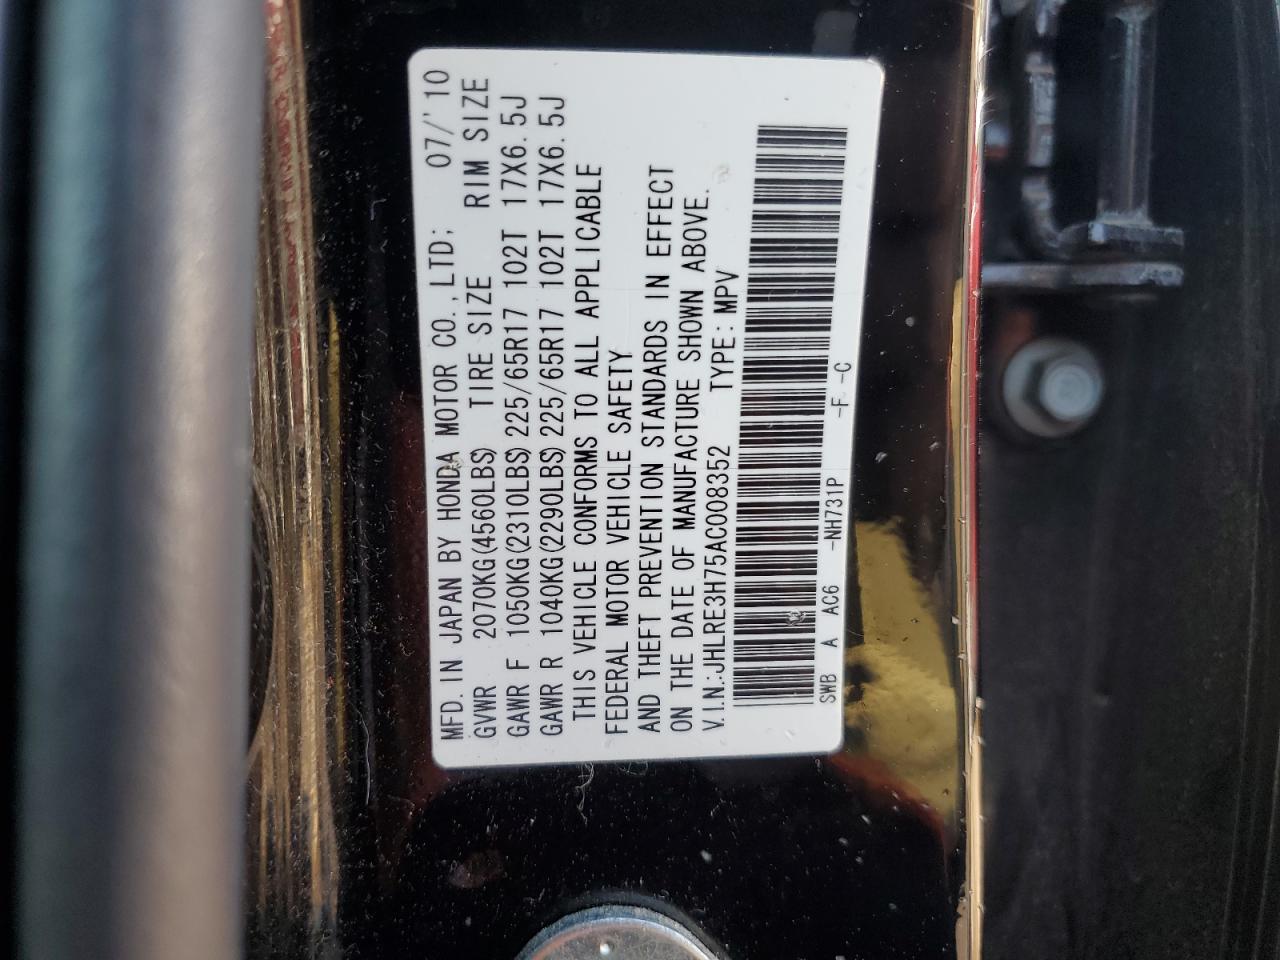 MFD. IN JAPAN BY HONDA MOTOR CO., LTD; 07/'10
GVWR 2070KG(4560LBS) TIRE SIZE RIM SIZE
GAWR F 1050KG(2310LBS) 225/65R17 102T 17X6.5J
GAWR R 1040KG(2290LBS) 225/65R17 102T 17X6.5J
THIS VEHICLE CONFORMS TO ALL APPLICABLE
FEDERAL MOTOR VEHICLE SAFETY
AND THEFT PREVENTION STANDARDS IN EFFECT
ON THE DATE OF MANUFACTURE SHOWN ABOVE.
V.I.N.:JHLRE3H75AC008352 TYPE:MPV
SWB A AC6 -NH731P -F -C